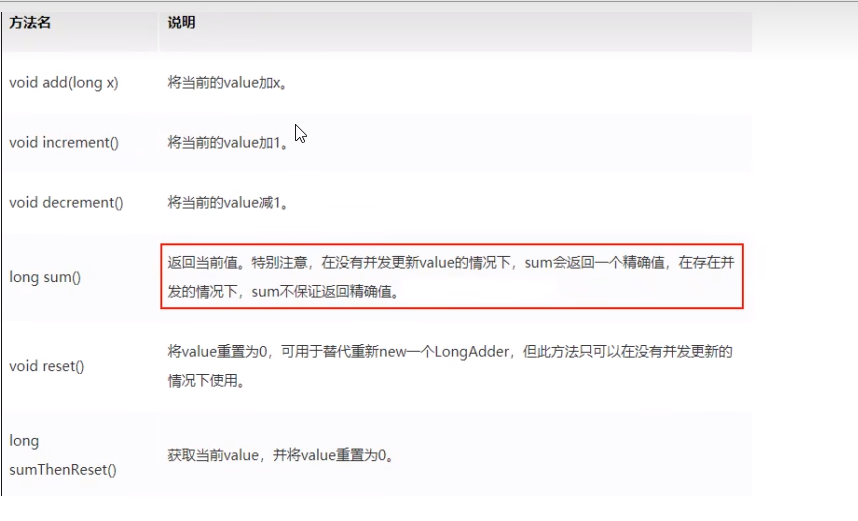 方法名 说明
void add(long x) 将当前的value加x。
void increment() 将当前的value加1。
void decrement() 将当前的value减1。
long sum() 返回当前值。特别注意，在没有并发更新value的情况下，sum会返回一个精确值，在存在并
发的情况下，sum不保证返回精确值。
void reset() 将value重置为0，可用于替代重新new一个LongAdder，但此方法只可以在没有并发更新的
情况下使用。
long
sumThenReset() 获取当前value，并将value重置为0。